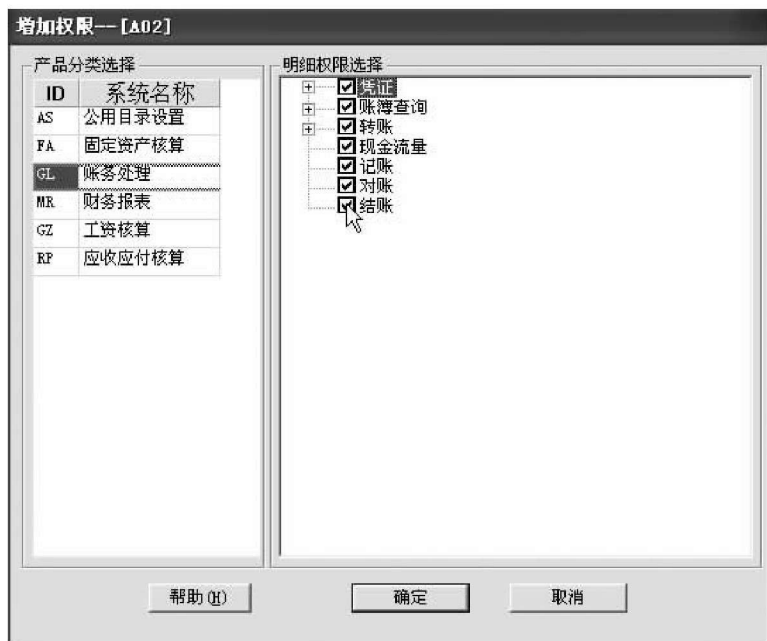 增加权限--[A02]
产品分类选择
ID 系统名称
AS 公用目录设置
FA 固定资产核算
GL 账务处理
MR 财务报表
GZ 工资核算
RP 应收应付核算
明细权限选择
凭证
账簿查询
转账
现金流量
记账
对账
结账
帮助(H)
确定
取消